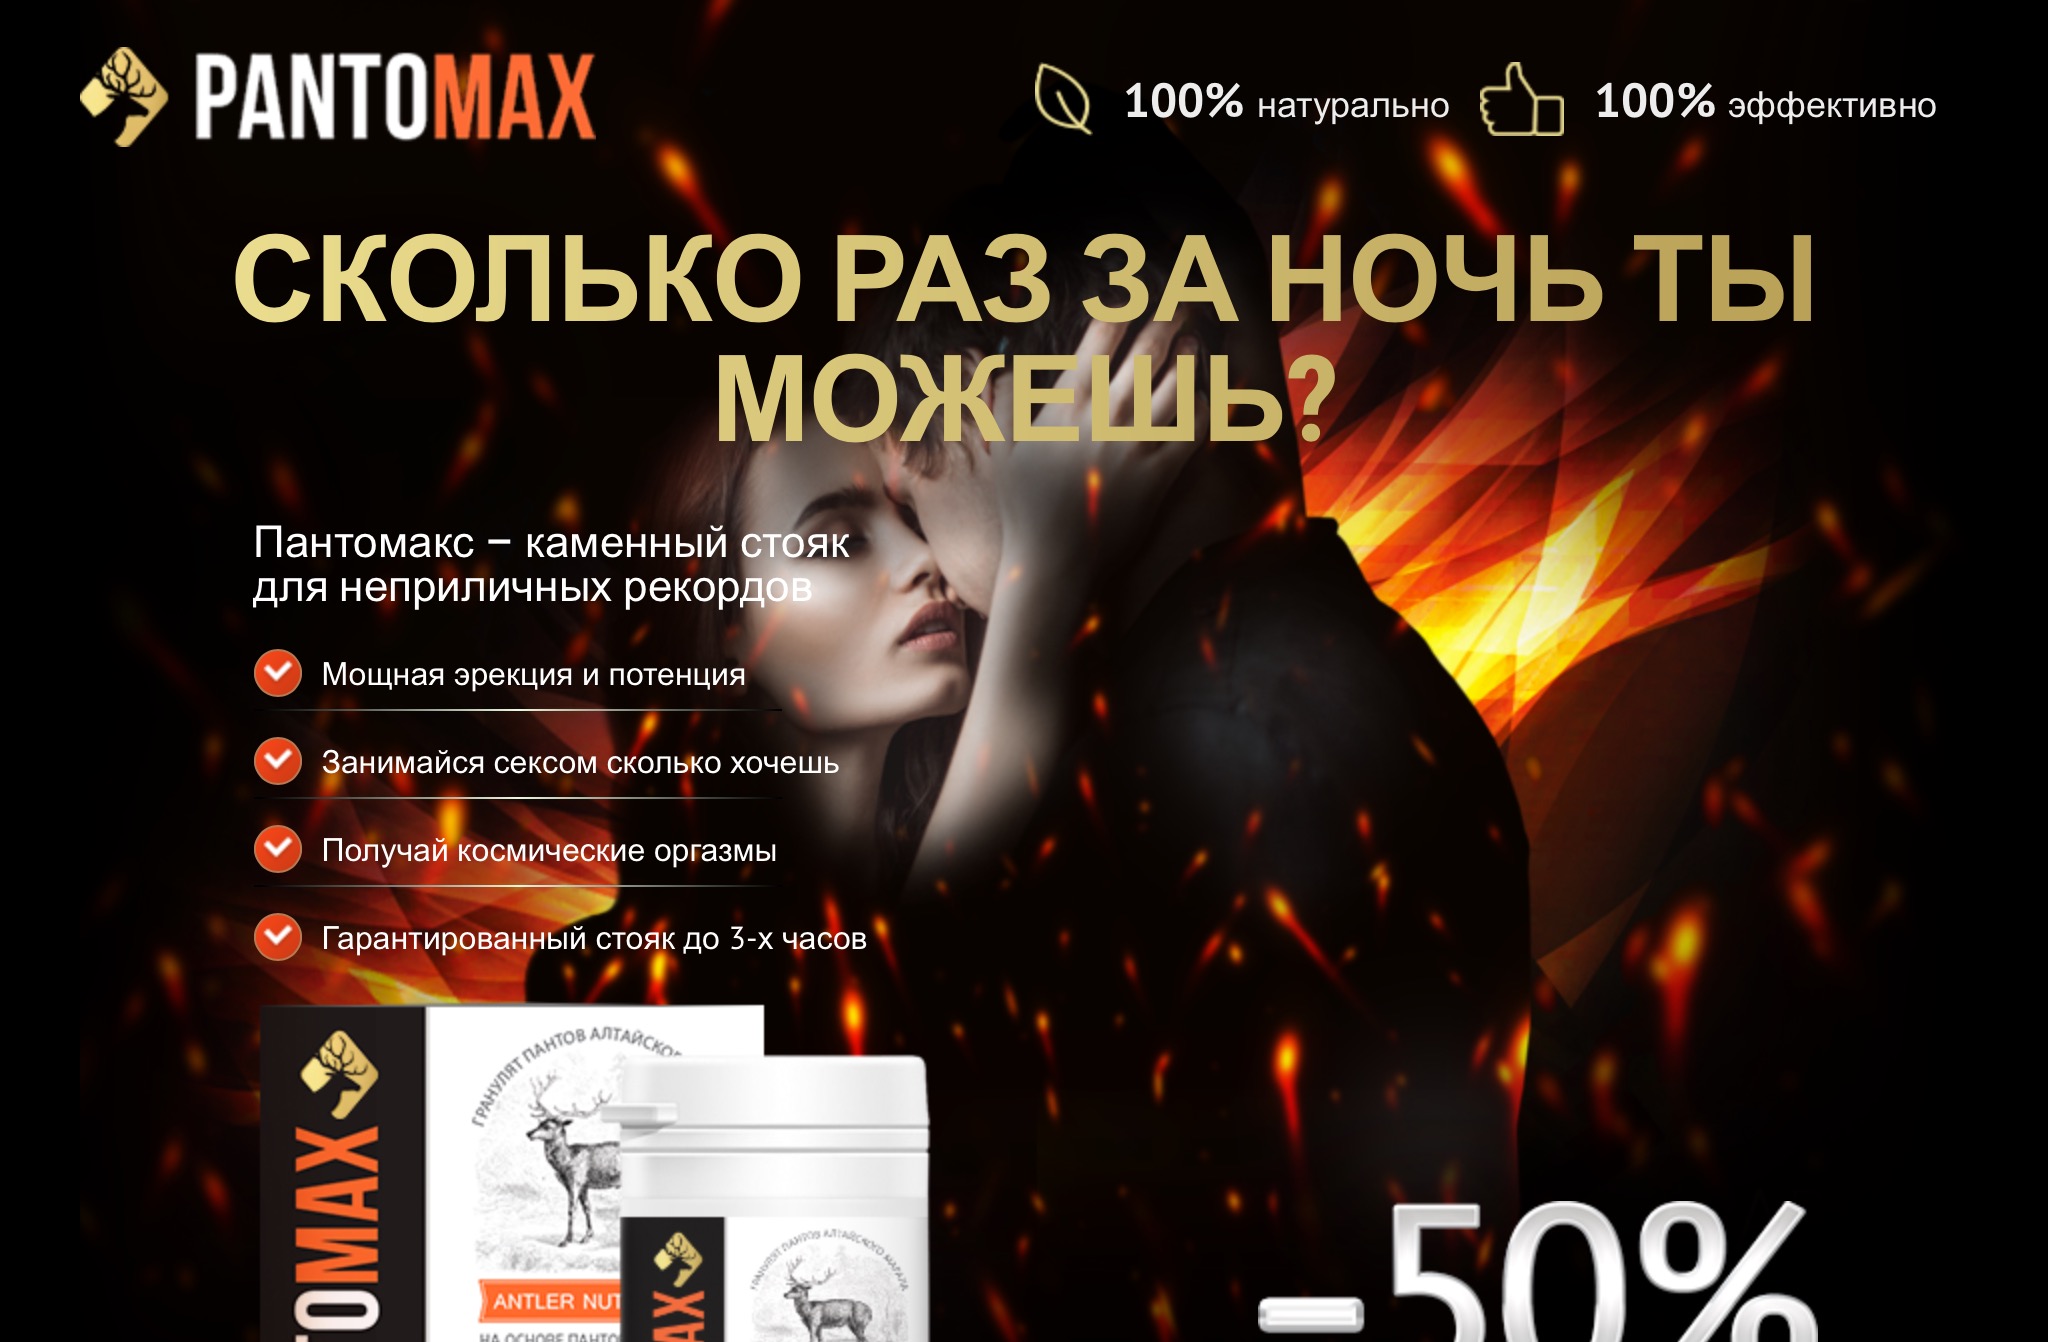 PANTOMAX
100% натурально
100% эффективно
СКОЛЬКО РАЗ ЗА НОЧЬ ТЫ
МОЖЕШЬ?
Пантомакс – каменный стояк
для неприличных рекордов
Мощная эрекция и потенция
Занимайся сексом сколько хочешь
Получай космические оргазмы
Гарантированный стояк до 3-х часов
ГРАНУЛЯТ ПАНТОВ АЛТАЙСКОГ
TOMAX
ANTLER NUT
НА ОСНОВЕ ПАНТО
ГРАНУЛЯТ ПАНТОВ АЛТАЙСКОГО МАРАЛА
AX
-50%